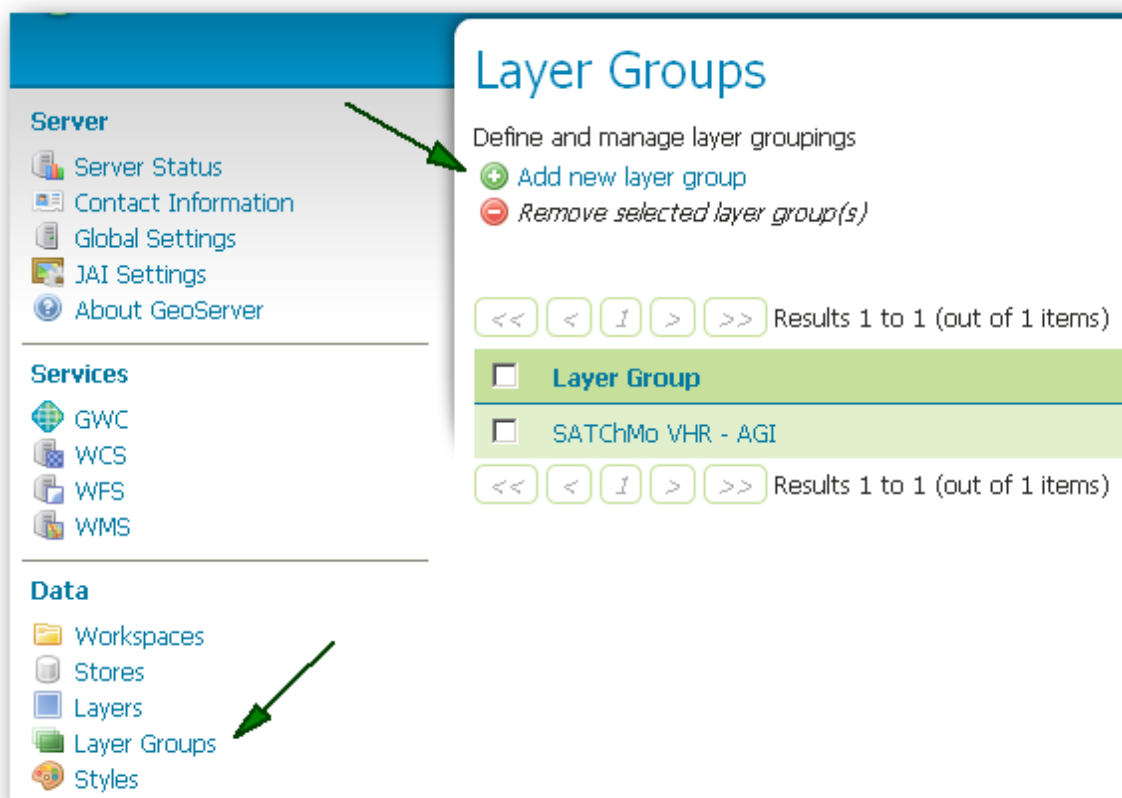 Server
Server Status
Contact Information
Global Settings
JAI Settings
About GeoServer
Services
GWC
WCS
WFS
WMS
Data
Workspaces
Stores
Layers
Layer Groups
Styles
Layer Groups
Define and manage layer groupings
Add new layer group
Remove selected layer group(s)
<< < 1 > >> Results 1 to 1 (out of 1 items)
Layer Group
SATChMo VHR - AGI
<< < 1 > >> Results 1 to 1 (out of 1 items)